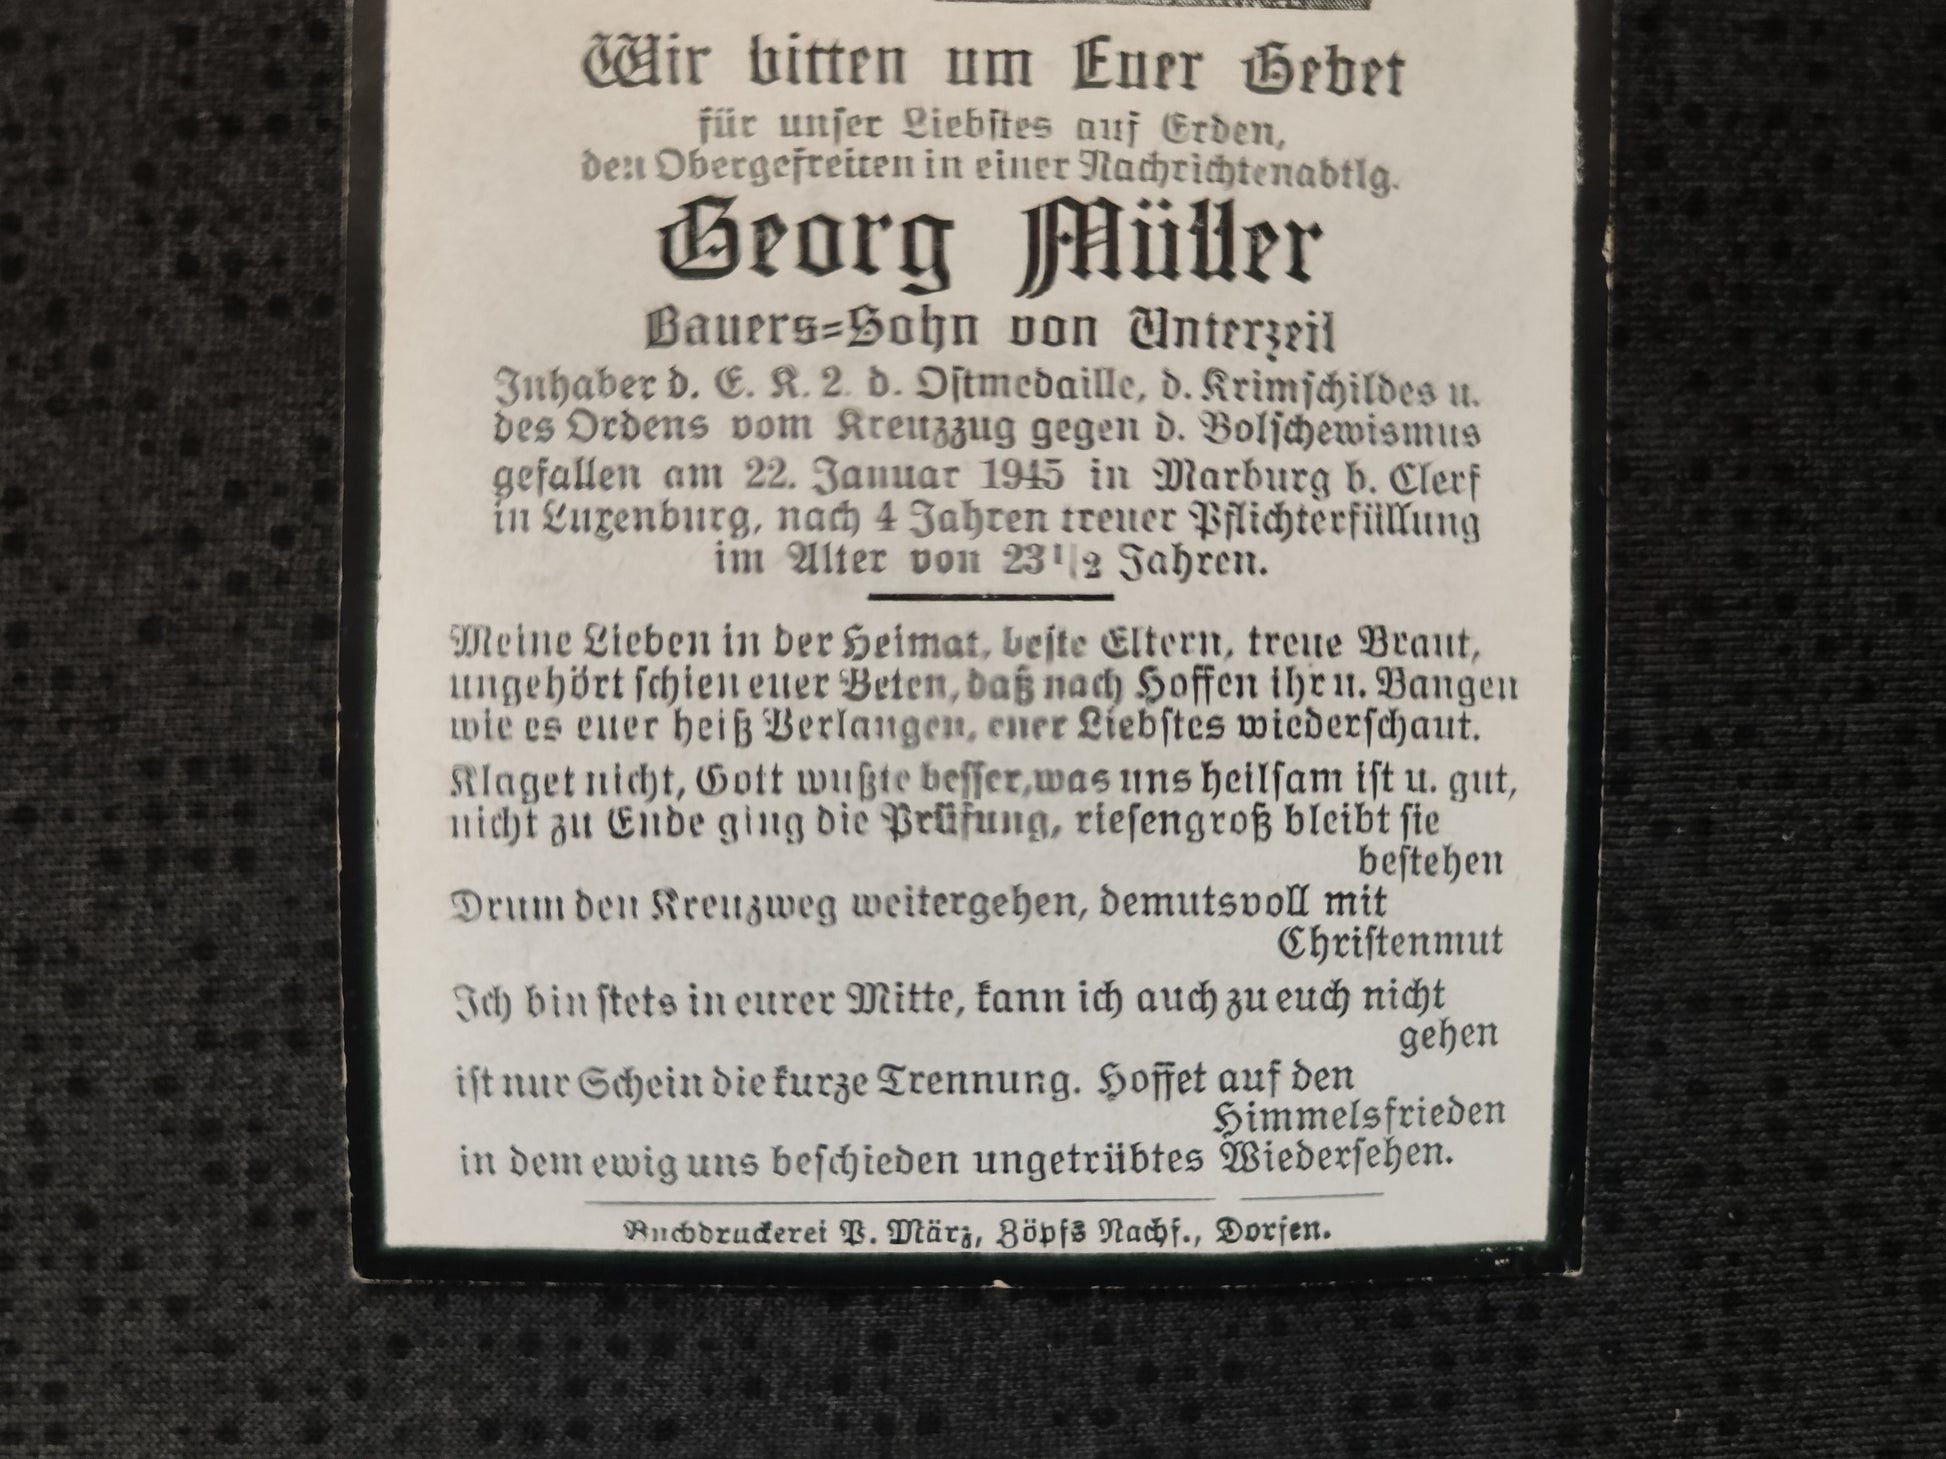 Wir bitten um Euer Gebet
für unser Liebstes auf Erden,
den Obergefreiten in einer Nachrichtenabtlg.
Georg Müller
Bauers=Sohn von Unterzeil
Inhaber d. E. K. 2. d. Ostmedaille, d. Krimschildes u.
des Ordens vom Kreuzzug gegen d. Bolschewismus
gefallen am 22. Januar 1945 in Marburg b. Clerf
in Luxenburg, nach 4 Jahren treuer Pflichterfüllung
im Alter von 23 1/2 Jahren.
Meine Lieben in der Heimat, beste Eltern, treue Braut,
ungehört schien euer Beten, daß nach Hoffen ihr u. Bangen
wie es euer heiß Verlangen, euer Liebstes wiederschaut.
Klaget nicht, Gott wußte besser, was uns heilsam ist u. gut,
nicht zu Ende ging die Prüfung, riesengroß bleibt sie
bestehen
Drum den Kreuzweg weitergehen, demutsvoll mit
Christenmut
Ich bin stets in eurer Mitte, kann ich auch zu euch nicht
gehen
ist nur Schein die kurze Trennung. Hoffet auf den
Himmelsfrieden
in dem ewig uns beschieden ungetrübtes Wiedersehen.
Buchdruckerei P. März, Zöpfs Nachf., Dorfen.